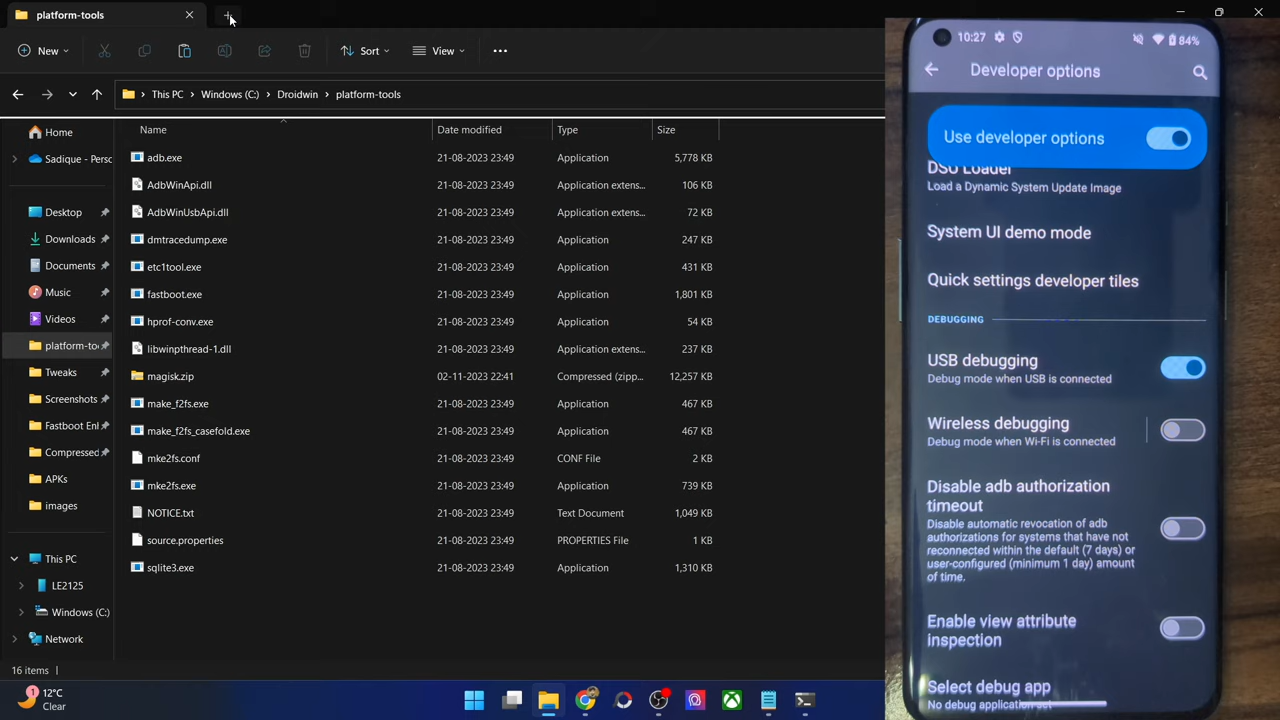 platform-tools
New
Sort
View
This PC
Windows (C:)
Droidwin
platform-tools
Home
Sadique - Perso
Desktop
Downloads
Documents
Music
Videos
platform-too
Tweaks
Screenshots
Fastboot Enh
Compressed
APKs
images
This PC
LE2125
Windows (C:)
Network
Name Date modified Type Size
adb.exe 21-08-2023 23:49 Application 5,778 KB
AdbWinApi.dll 21-08-2023 23:49 Application extens... 106 KB
AdbWinUsbApi.dll 21-08-2023 23:49 Application extens... 72 KB
dmtracedump.exe 21-08-2023 23:49 Application 247 KB
etc1tool.exe 21-08-2023 23:49 Application 431 KB
fastboot.exe 21-08-2023 23:49 Application 1,801 KB
hprof-conv.exe 21-08-2023 23:49 Application 54 KB
libwinpthread-1.dll 21-08-2023 23:49 Application extens... 237 KB
magisk.zip 02-11-2023 22:41 Compressed (zipp... 12,257 KB
make_f2fs.exe 21-08-2023 23:49 Application 467 KB
make_f2fs_casefold.exe 21-08-2023 23:49 Application 467 KB
mke2fs.conf 21-08-2023 23:49 CONF File 2 KB
mke2fs.exe 21-08-2023 23:49 Application 739 KB
NOTICE.txt 21-08-2023 23:49 Text Document 1,049 KB
source.properties 21-08-2023 23:49 PROPERTIES File 1 KB
sqlite3.exe 21-08-2023 23:49 Application 1,310 KB
16 items
1
12°C
Clear
10:27
84%
Developer options
Use developer options
DSU Loader
Load a Dynamic System Update Image
System UI demo mode
Quick settings developer tiles
DEBUGGING
USB debugging
Debug mode when USB is connected
Wireless debugging
Debug mode when Wi-Fi is connected
Disable adb authorization
timeout
Disable automatic revocation of adb
authorizations for systems that have not
reconnected within the default (7 days) or
user-configured (minimum 1 day) amount
of time.
Enable view attribute
inspection
Select debug app
No debug application set